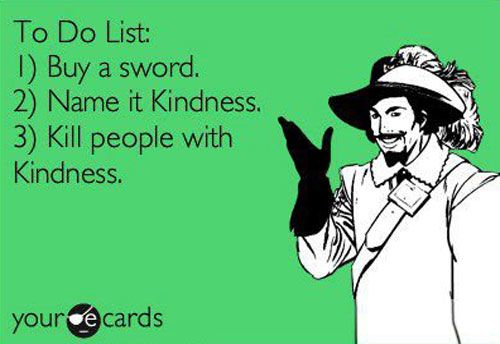 To Do List:
1) Buy a sword.
2) Name it Kindness.
3) Kill people with
Kindness.
your e cards